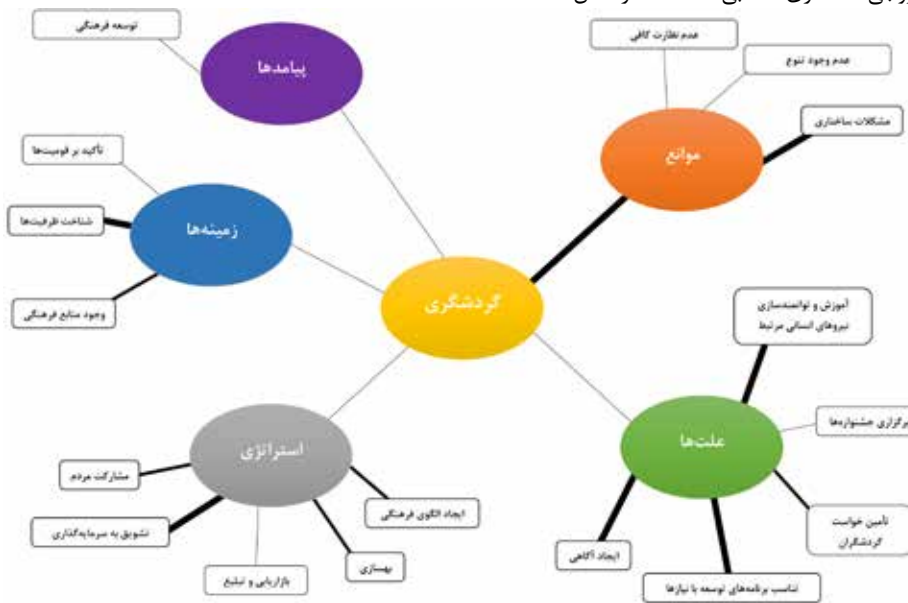 توسعه فرهنگی
پیامدها
عدم نظارت کافی
عدم وجود تنوع
مشکلات ساختاری
موانع
تأکید بر قومیت‌ها
شناخت ظرفیت‌ها
وجود منابع فرهنگی
زمینه‌ها
گردشگری
آموزش و توانمندسازی
نیروهای انسانی مرتبط
برگزاری جشنواره‌ها
علت‌ها
تأمین خواست
گردشگران
ایجاد آگاهی
تناسب برنامه‌های توسعه با نیازها
استراتژی
مشارکت مردم
ایجاد الگوی فرهنگی
تشویق به سرمایه‌گذاری
بهسازی
بازاریابی و تبلیغ